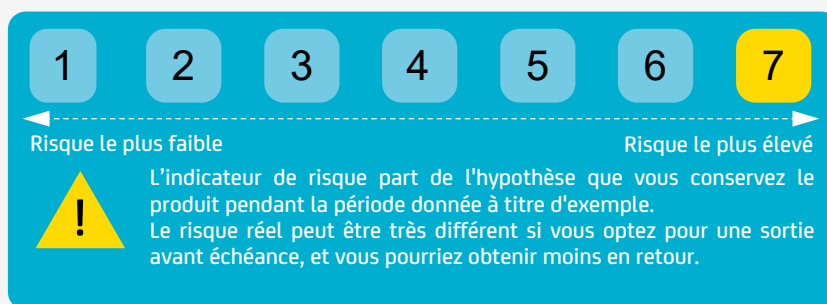 1 2 3 4 5 6 7
Risque le plus faible Risque le plus élevé
L’indicateur de risque part de l'hypothèse que vous conservez le
produit pendant la période donnée à titre d'exemple.
Le risque réel peut être très différent si vous optez pour une sortie
avant échéance, et vous pourriez obtenir moins en retour.
!